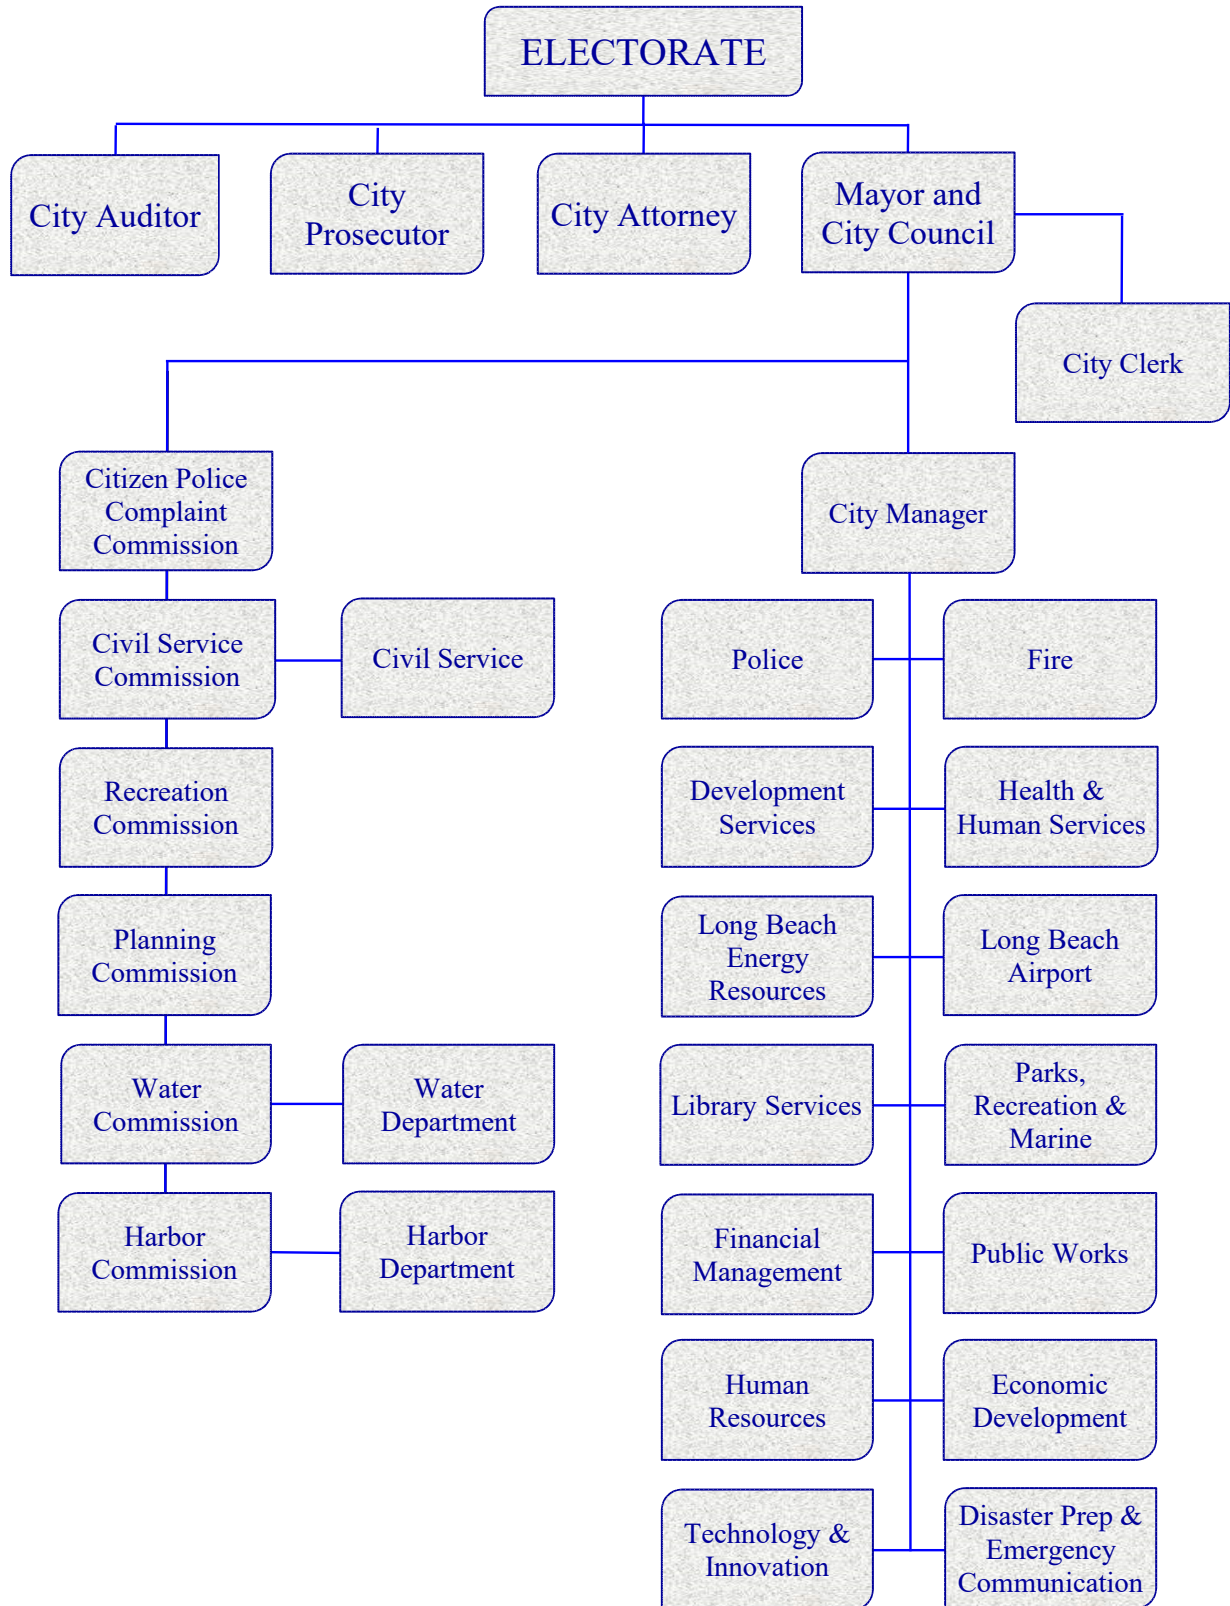 ELECTORATE
City Auditor
City
Prosecutor
City Attorney
Mayor and
City Council
City Clerk
Citizen Police
Complaint
Commission
City Manager
Civil Service
Commission
Civil Service
Police
Fire
Recreation
Commission
Development
Services
Health &
Human Services
Planning
Commission
Long Beach
Energy
Resources
Long Beach
Airport
Water
Commission
Water
Department
Library Services
Parks,
Recreation &
Marine
Harbor
Commission
Harbor
Department
Financial
Management
Public Works
Human
Resources
Economic
Development
Technology &
Innovation
Disaster Prep &
Emergency
Communication